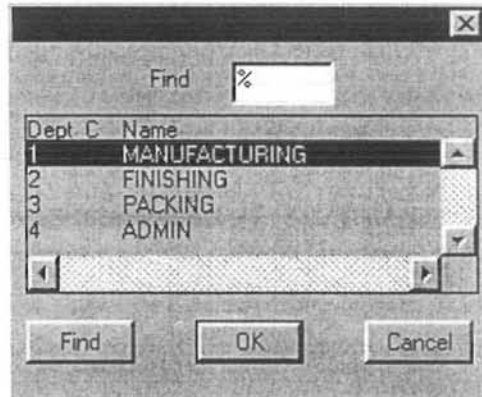 Find %
Dept C Name
1 MANUFACTURING
2 FINISHING
3 PACKING
4 ADMIN
Find OK Cancel